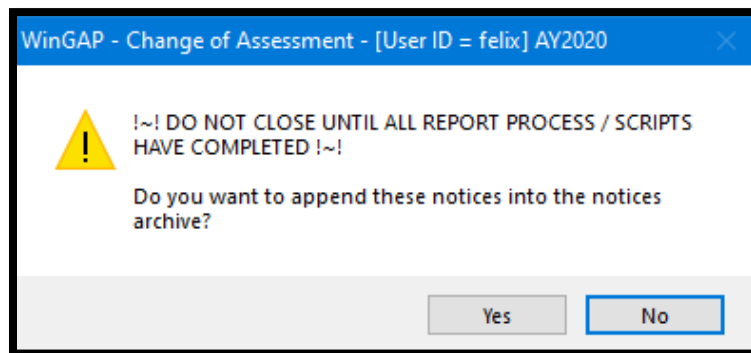 WinGAP - Change of Assessment - [User ID = felix] AY2020
!~! DO NOT CLOSE UNTIL ALL REPORT PROCESS / SCRIPTS
HAVE COMPLETED !~!
Do you want to append these notices into the notices
archive?
Yes
No